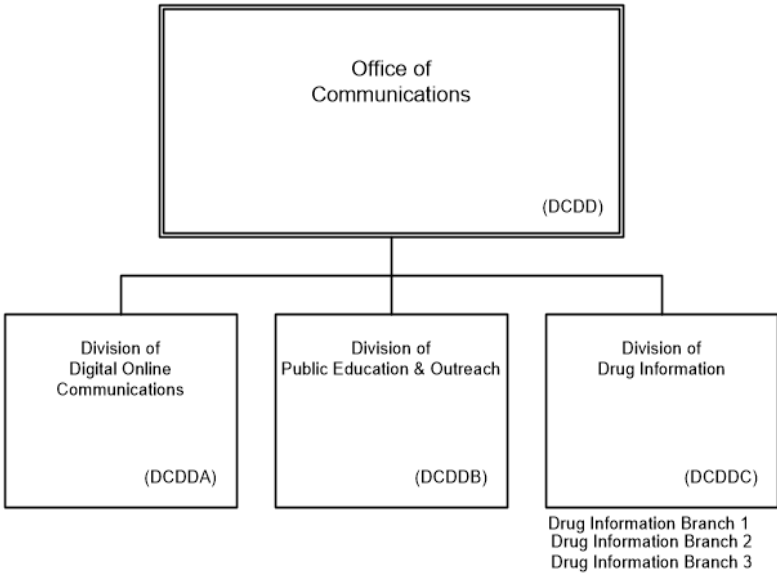 Office of
Communications
(DCDD)
Division of
Digital Online
Communications
(DCDDA)
Division of
Public Education & Outreach
(DCDDB)
Division of
Drug Information
(DCDDC)
Drug Information Branch 1
Drug Information Branch 2
Drug Information Branch 3